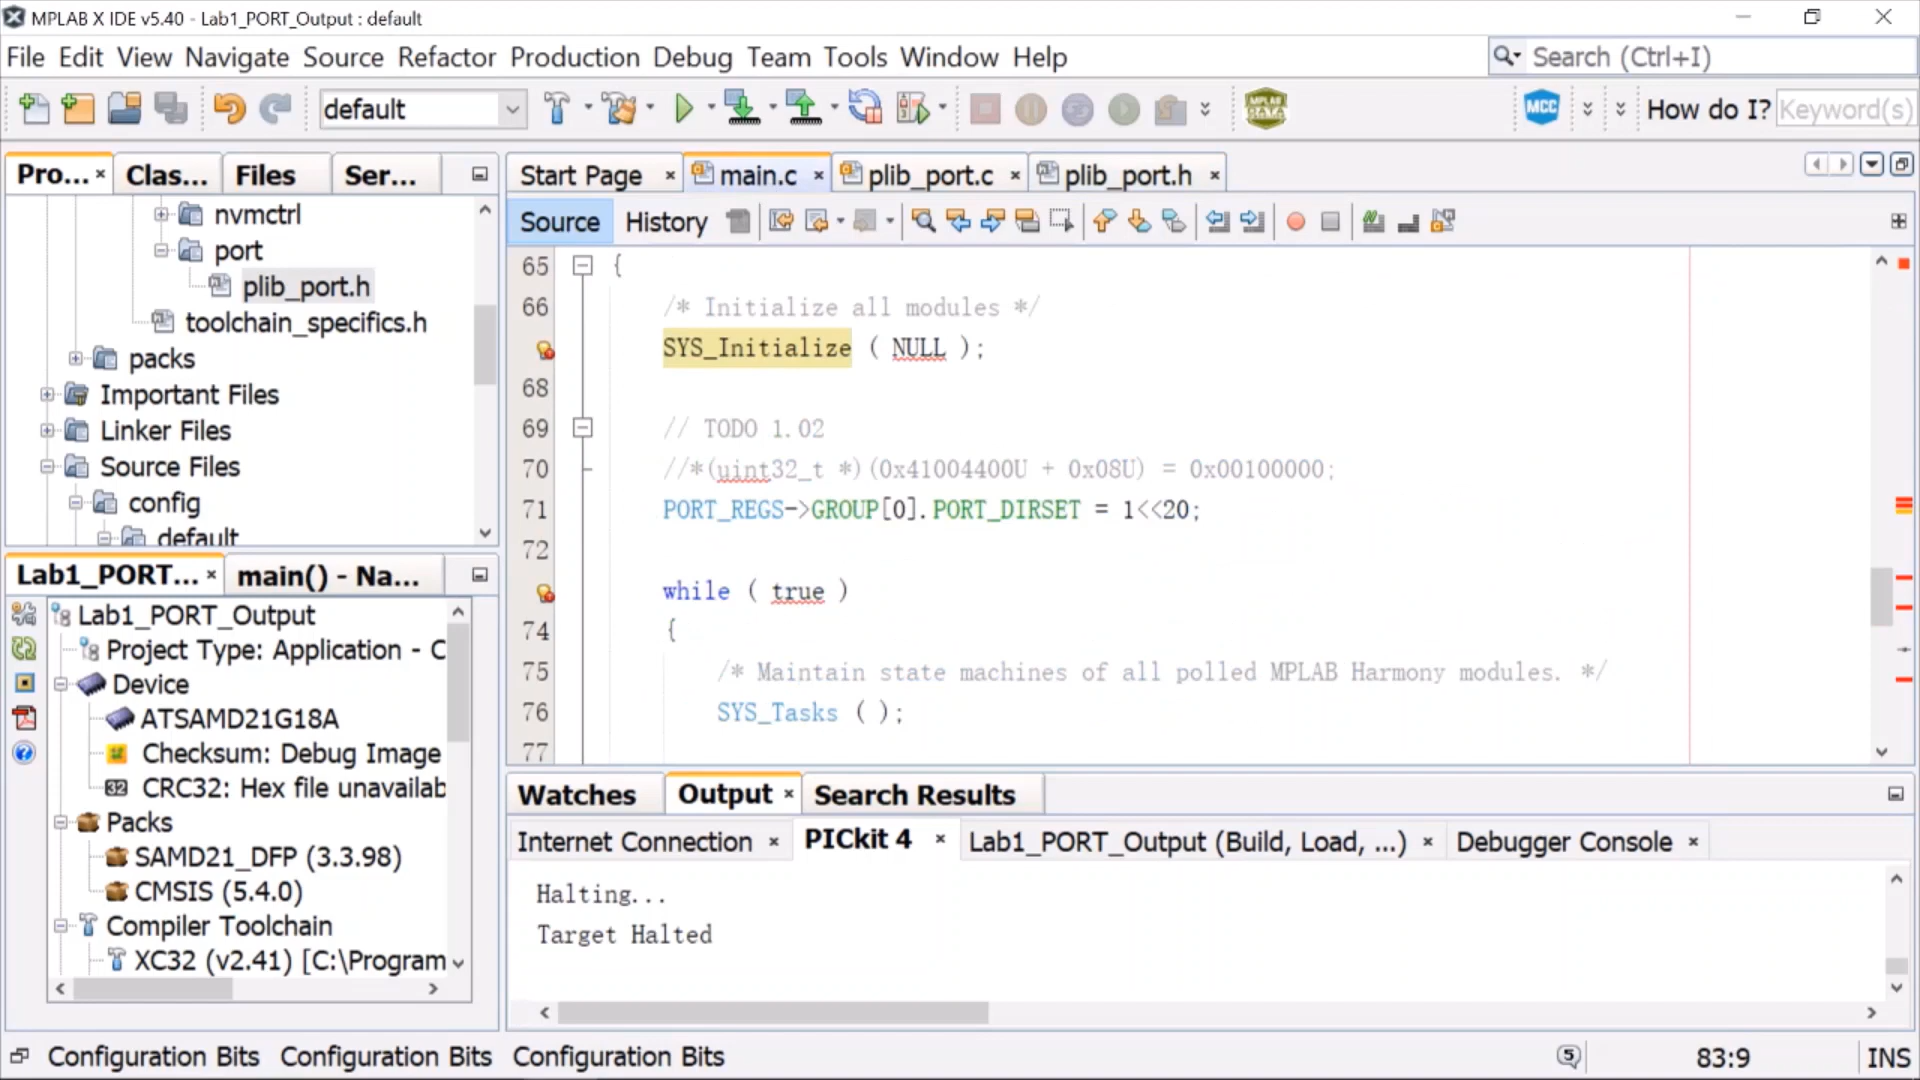 MPLAB X IDE v5.40 - Lab1_PORT_Output : default
File Edit View Navigate Source Refactor Production Debug Team Tools Window Help
Search (Ctrl+I)
default
MCC
How do I? Keyword(s)
Pro... Clas... Files Ser...
nvmctrl
port
plib_port.h
toolchain_specifics.h
packs
Important Files
Linker Files
Source Files
config
default
Lab1_PORT... main() - Na...
Lab1_PORT_Output
Project Type: Application - C
Device
ATSAMD21G18A
Checksum: Debug Image
CRC32: Hex file unavailab
Packs
SAMD21_DFP (3.3.98)
CMSIS (5.4.0)
Compiler Toolchain
XC32 (v2.41) [C:\Program
Start Page main.c plib_port.c plib_port.h
Source History
65 {
66 /* Initialize all modules */
SYS_Initialize ( NULL );
68
69 // TODO 1.02
70 //*(uint32_t *)(0x41004400U + 0x08U) = 0x00100000;
71 PORT_REGS->GROUP[0].PORT_DIRSET = 1<<20;
72
while ( true )
74 {
75 /* Maintain state machines of all polled MPLAB Harmony modules. */
76 SYS_Tasks ( );
77
Watches Output Search Results
Internet Connection PICkit 4 Lab1_PORT_Output (Build, Load, ...) Debugger Console
Halting...
Target Halted
Configuration Bits Configuration Bits Configuration Bits
5 83:9 INS